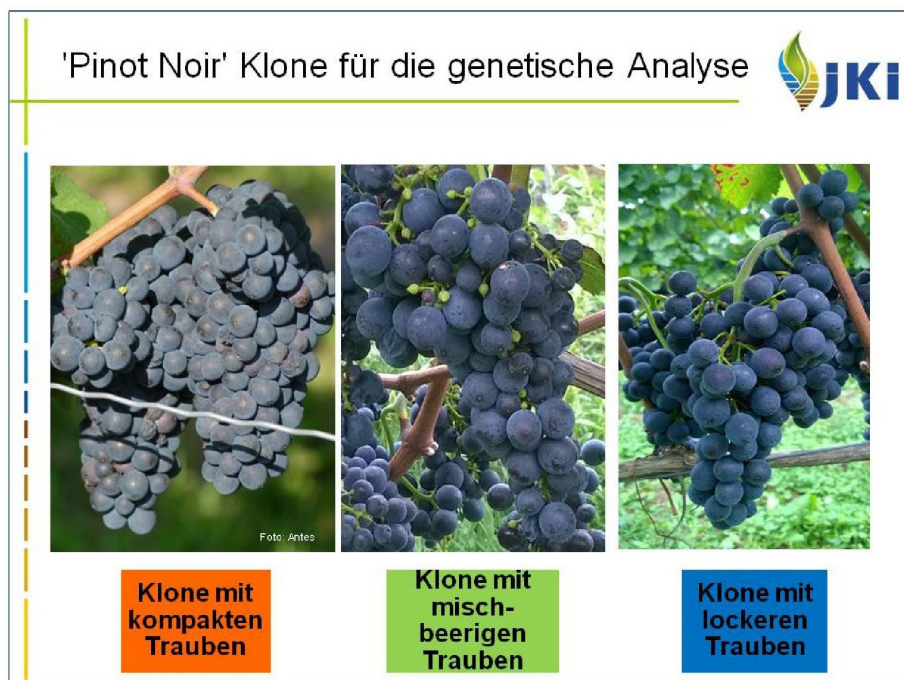 'Pinot Noir' Klone für die genetische Analyse
JKi
Foto: Antes
Klone mit
kompakten
Trauben
Klone mit
misch-
beerigen
Trauben
Klone mit
lockeren
Trauben